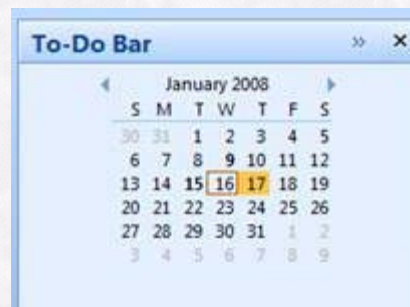 To-Do Bar
January 2008
S M T W T F S
30 31 1 2 3 4 5
6 7 8 9 10 11 12
13 14 15 16 17 18 19
20 21 22 23 24 25 26
27 28 29 30 31 1 2
3 4 5 6 7 8 9